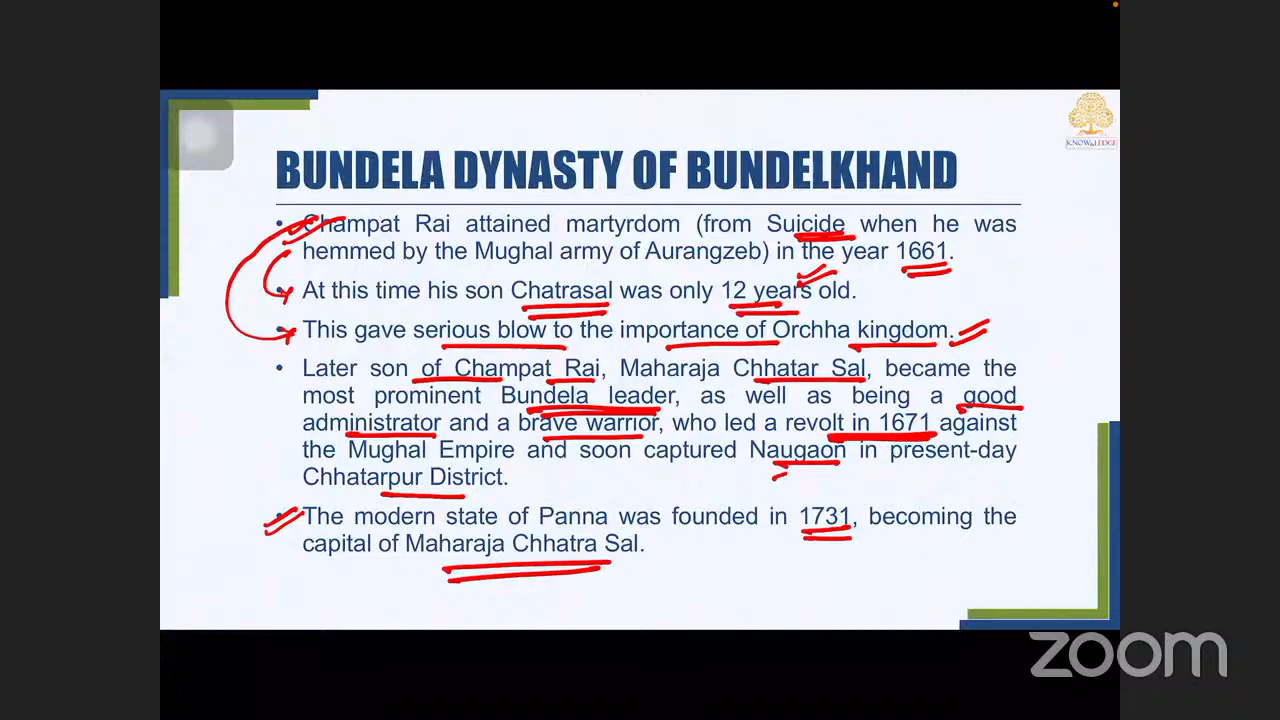 KNOWLEDGE
BUNDELA DYNASTY OF BUNDELKHAND
• Champat Rai attained martyrdom (from Suicide when he was
hemmed by the Mughal army of Aurangzeb) in the year 1661.
• At this time his son Chatrasal was only 12 years old.
• This gave serious blow to the importance of Orchha kingdom.
• Later son of Champat Rai, Maharaja Chhatar Sal, became the
most prominent Bundela leader, as well as being a good
administrator and a brave warrior, who led a revolt in 1671 against
the Mughal Empire and soon captured Naugaon in present-day
Chhatarpur District.
• The modern state of Panna was founded in 1731, becoming the
capital of Maharaja Chhatra Sal.
zoom